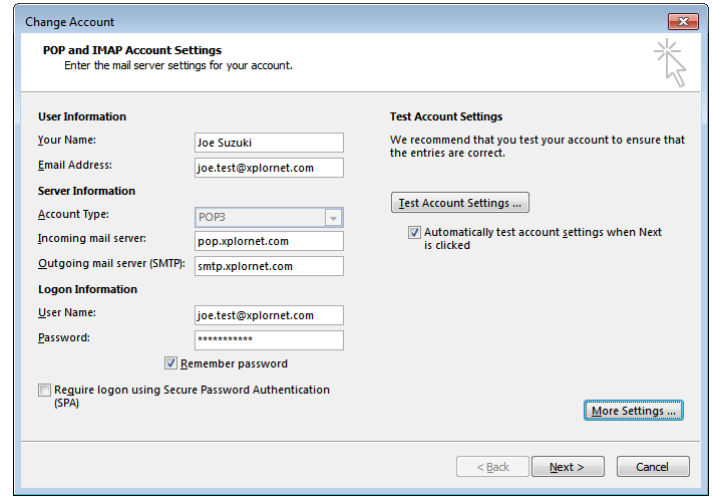 Change Account
POP and IMAP Account Settings
Enter the mail server settings for your account.
User Information
Your Name:
Joe Suzuki
Email Address:
joe.test@xplornet.com
Server Information
Account Type:
POP3
Incoming mail server:
pop.xplornet.com
Outgoing mail server (SMTP):
smtp.xplornet.com
Logon Information
User Name:
joe.test@xplornet.com
Password:
***********
Remember password
Require logon using Secure Password Authentication
(SPA)
Test Account Settings
We recommend that you test your account to ensure that
the entries are correct.
Test Account Settings ...
Automatically test account settings when Next
is clicked
More Settings ...
< Back
Next >
Cancel